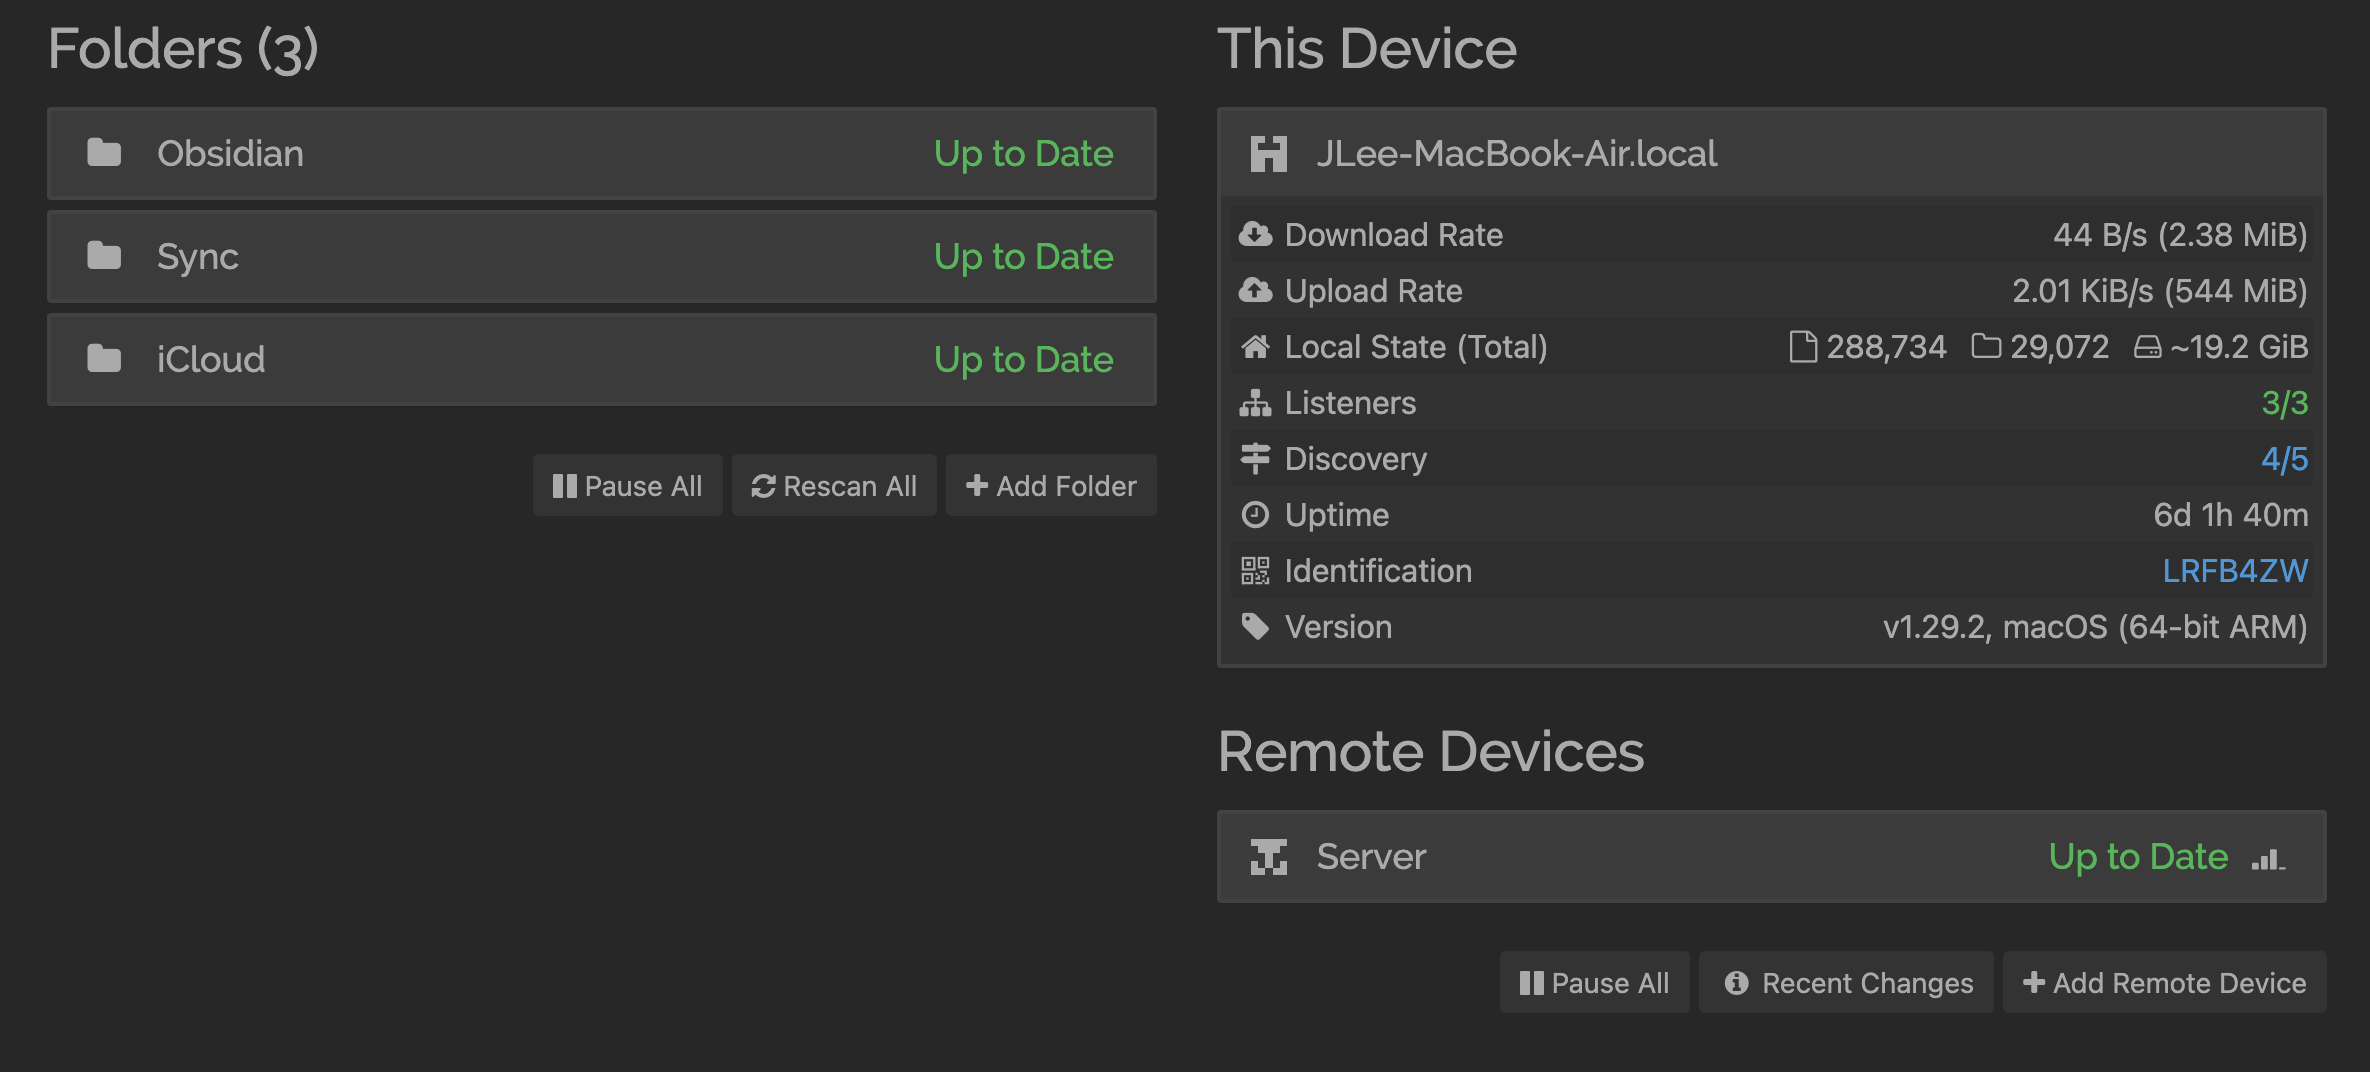 Folders (3)
Obsidian Up to Date
Sync Up to Date
iCloud Up to Date
Pause All Rescan All Add Folder
This Device
JLee-MacBook-Air.local
Download Rate 44 B/s (2.38 MiB)
Upload Rate 2.01 KiB/s (544 MiB)
Local State (Total) 288,734 29,072 ~19.2 GiB
Listeners 3/3
Discovery 4/5
Uptime 6d 1h 40m
Identification LRFB4ZW
Version v1.29.2, macOS (64-bit ARM)
Remote Devices
Server Up to Date
Pause All Recent Changes Add Remote Device